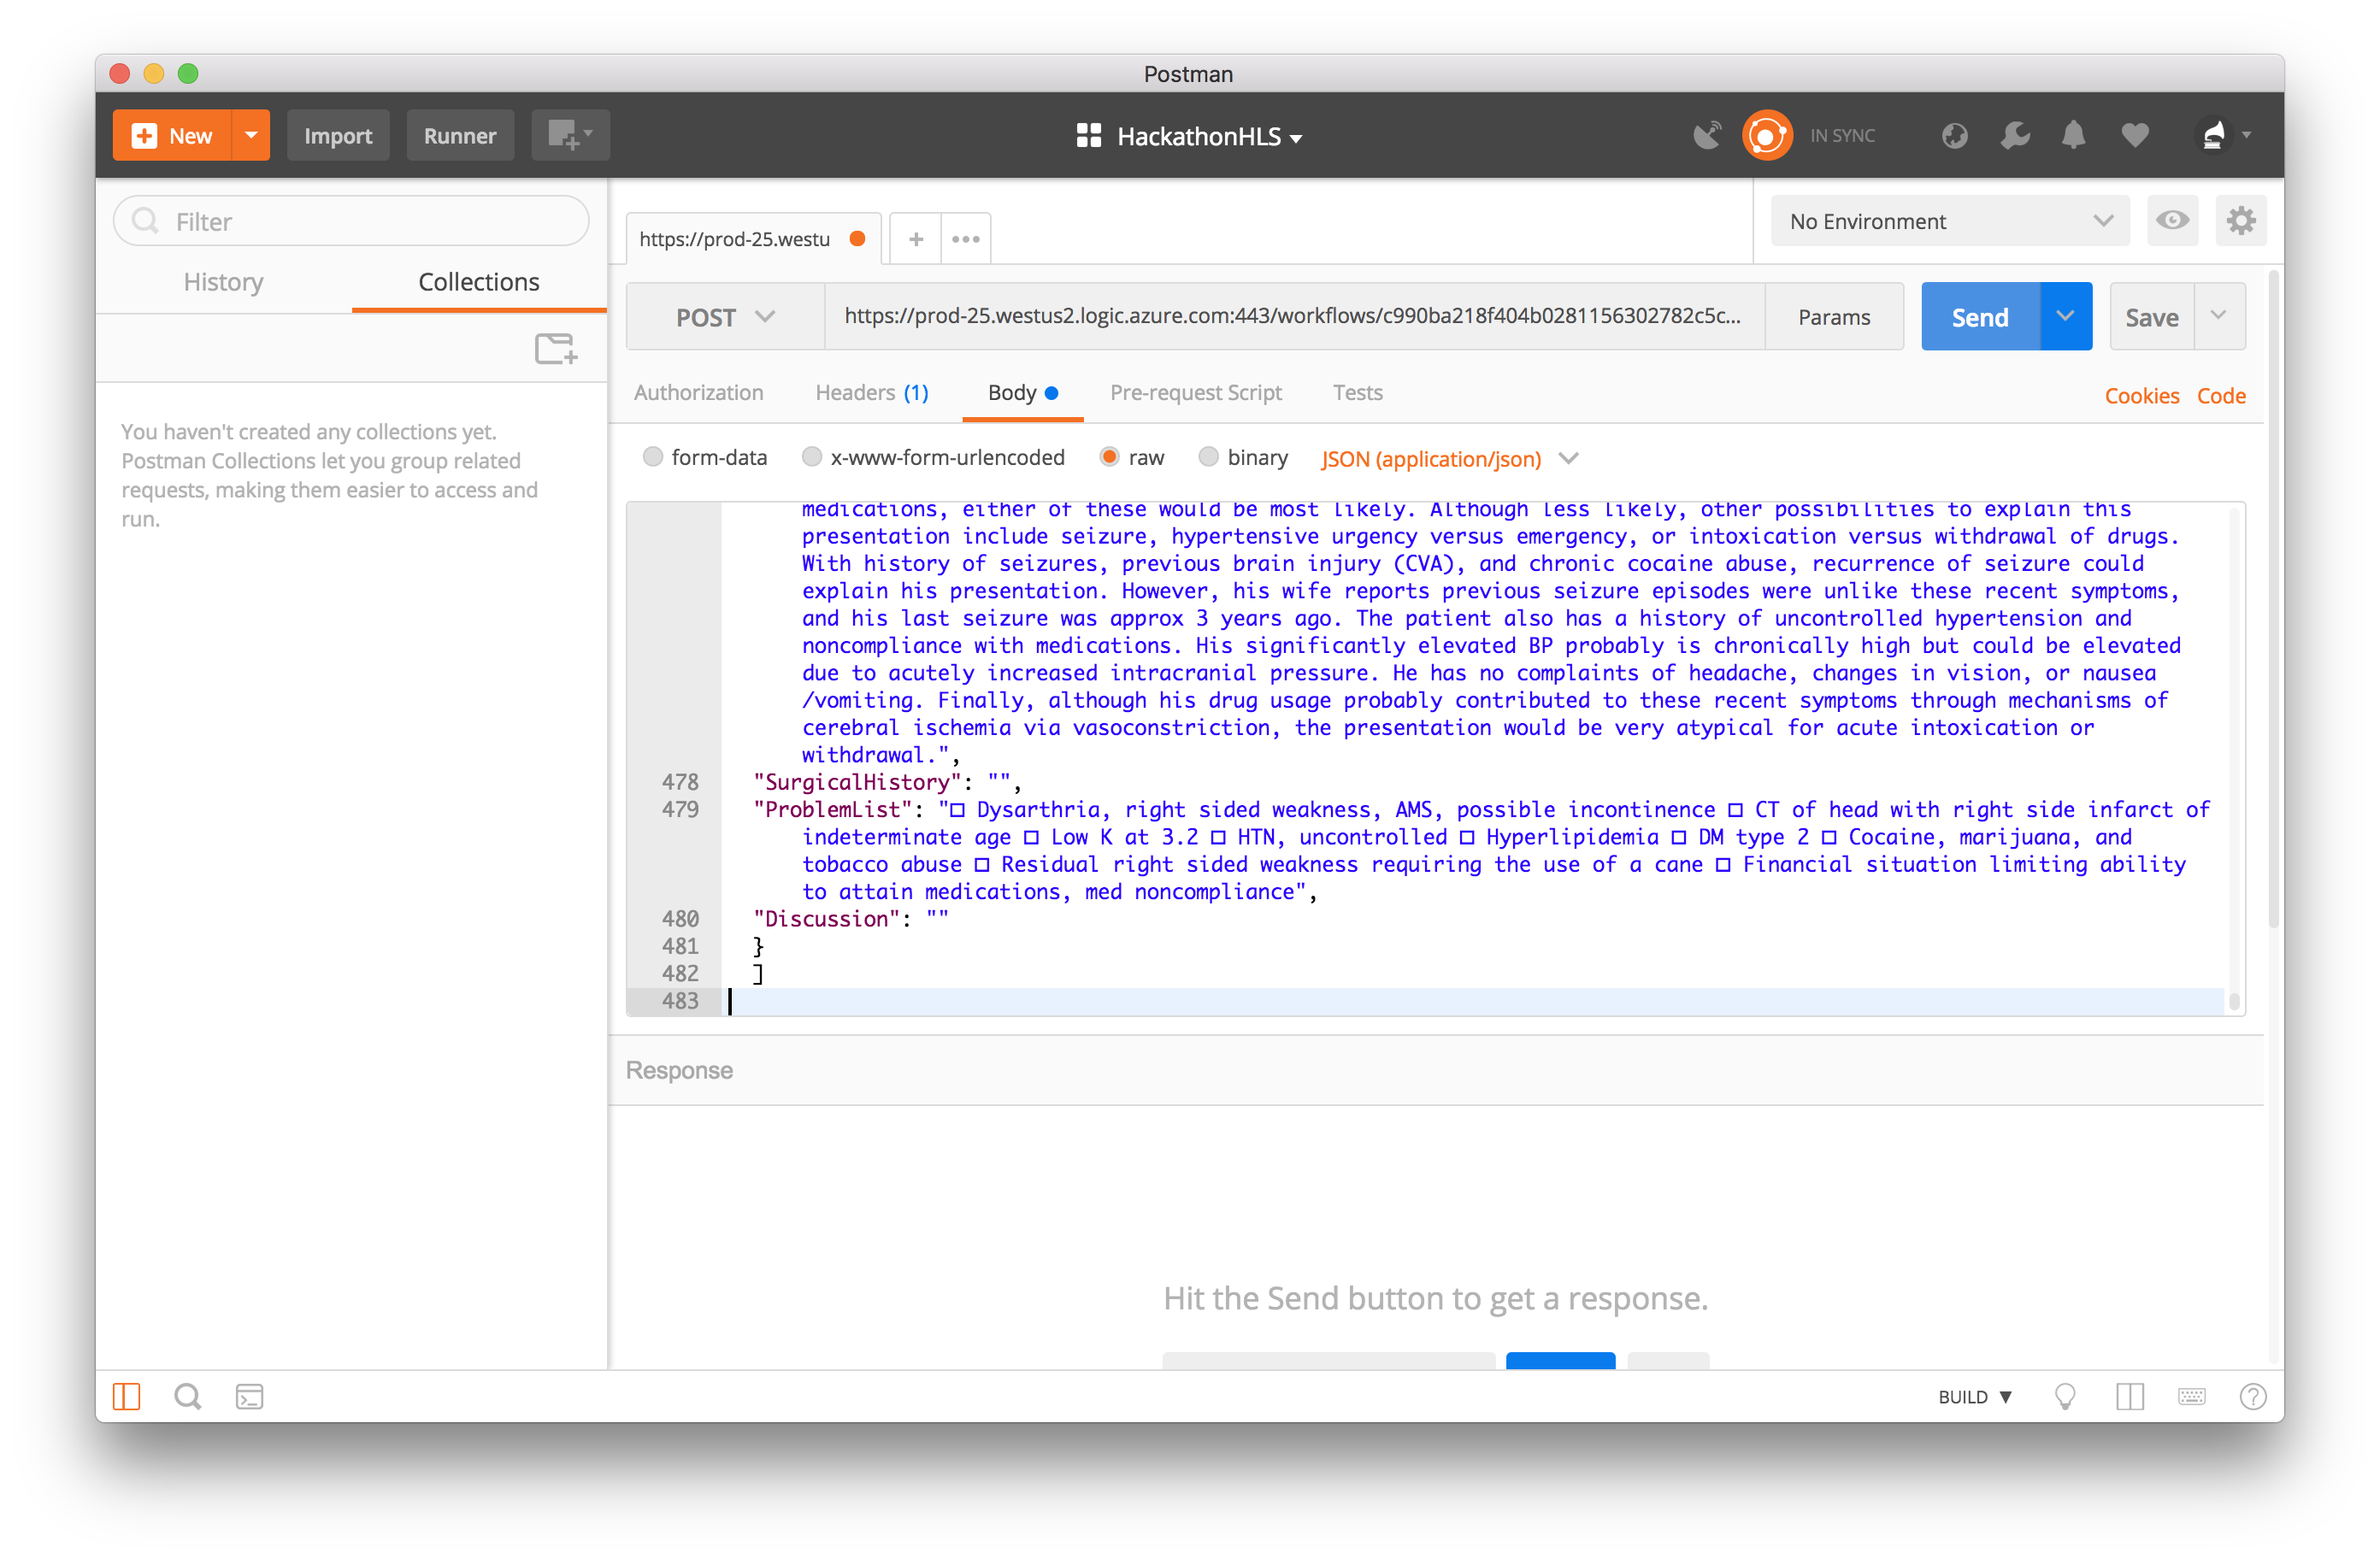 Postman
New
Import
Runner
HackathonHLS
IN SYNC
Filter
History
Collections
You haven't created any collections yet.
Postman Collections let you group related
requests, making them easier to access and
run.
https://prod-25.westu
+
•••
No Environment
POST
https://prod-25.westus2.logic.azure.com:443/workflows/c990ba218f404b0281156302782c5c...
Params
Send
Save
Authorization
Headers (1)
Body
Pre-request Script
Tests
Cookies
Code
form-data
x-www-form-urlencoded
raw
binary
JSON (application/json)
medications, either of these would be most likely. Although less likely, other possibilities to explain this
presentation include seizure, hypertensive urgency versus emergency, or intoxication versus withdrawal of drugs.
With history of seizures, previous brain injury (CVA), and chronic cocaine abuse, recurrence of seizure could
explain his presentation. However, his wife reports previous seizure episodes were unlike these recent symptoms,
and his last seizure was approx 3 years ago. The patient also has a history of uncontrolled hypertension and
noncompliance with medications. His significantly elevated BP probably is chronically high but could be elevated
due to acutely increased intracranial pressure. He has no complaints of headache, changes in vision, or nausea
/vomiting. Finally, although his drug usage probably contributed to these recent symptoms through mechanisms of
cerebral ischemia via vasoconstriction, the presentation would be very atypical for acute intoxication or
withdrawal.",
478 "SurgicalHistory": "",
479 "ProblemList": "□ Dysarthria, right sided weakness, AMS, possible incontinence □ CT of head with right side infarct of
indeterminate age □ Low K at 3.2 □ HTN, uncontrolled □ Hyperlipidemia □ DM type 2 □ Cocaine, marijuana, and
tobacco abuse □ Residual right sided weakness requiring the use of a cane □ Financial situation limiting ability
to attain medications, med noncompliance",
480 "Discussion": ""
481 }
482 ]
483
Response
Hit the Send button to get a response.
BUILD ▼